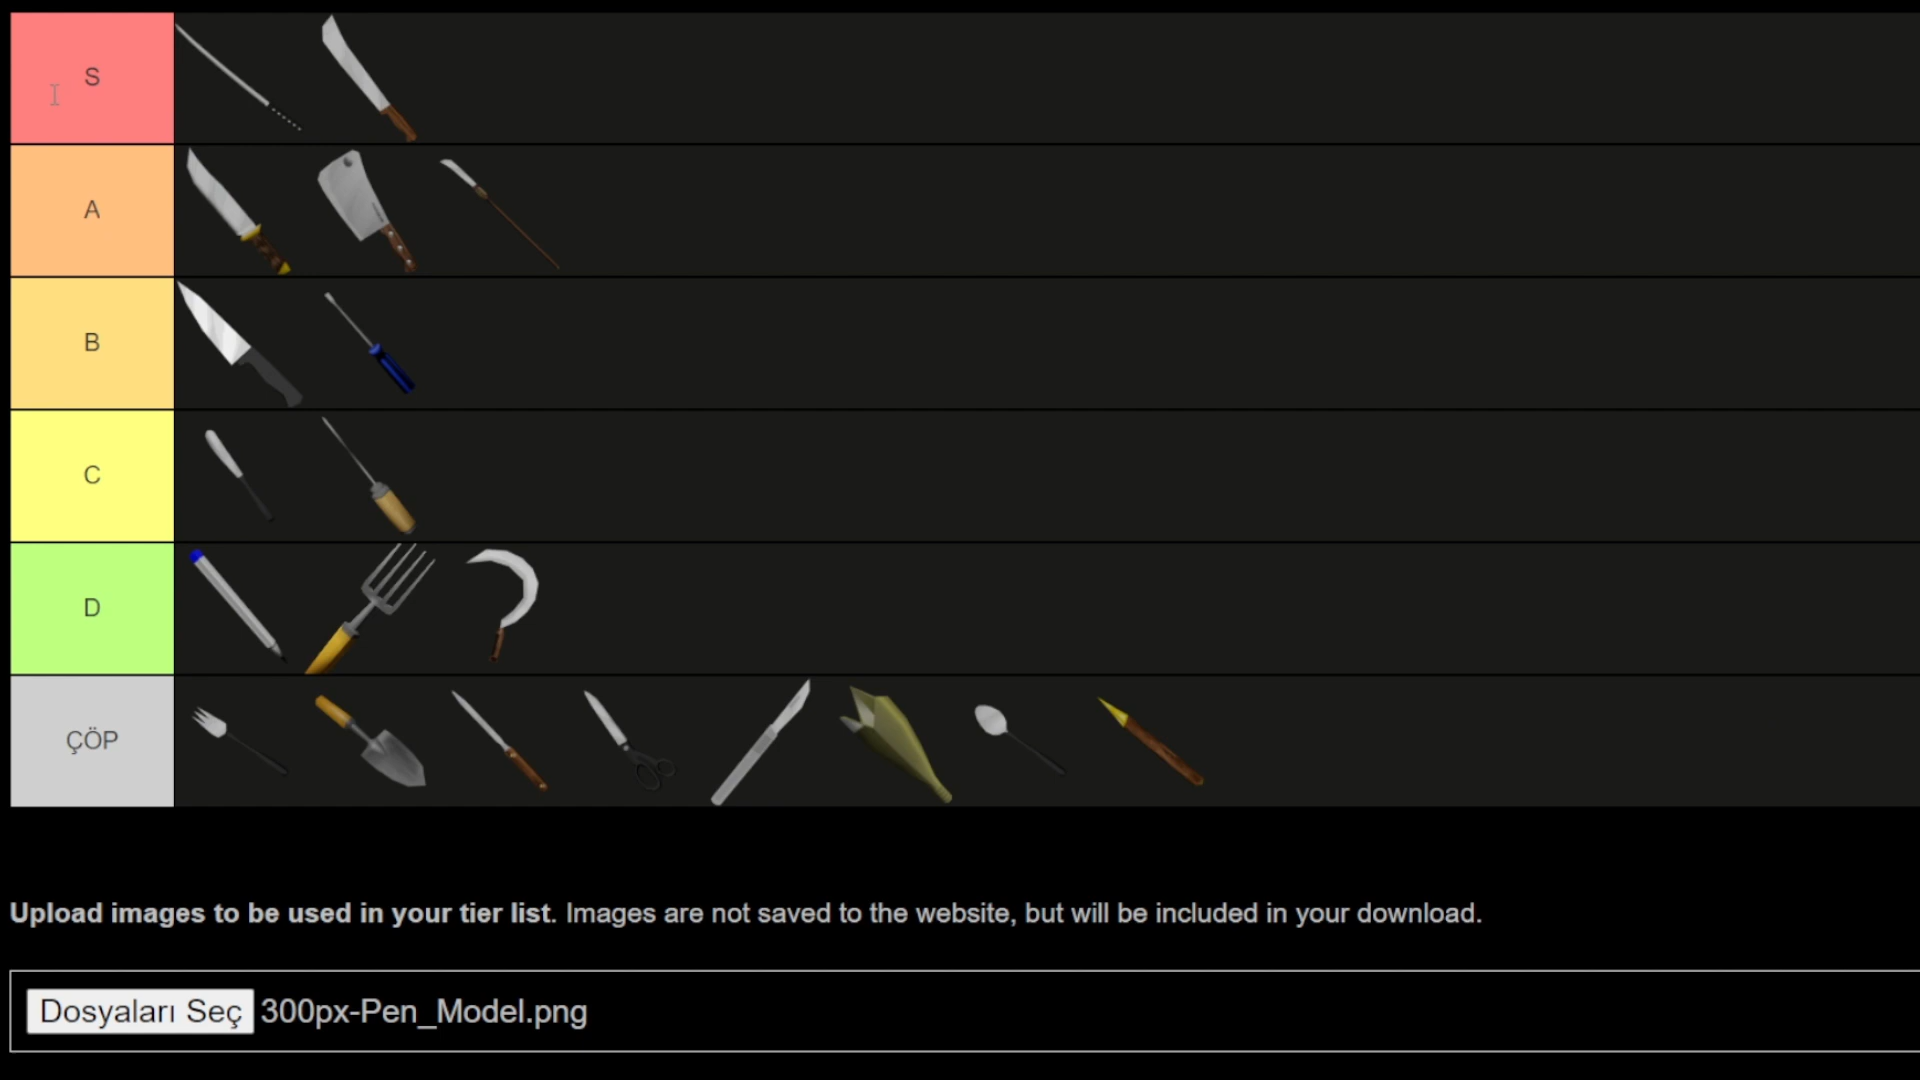 S
A
B
C
D
ÇÖP
Upload images to be used in your tier list. Images are not saved to the website, but will be included in your download.
Dosyaları Seç 300px-Pen_Model.png